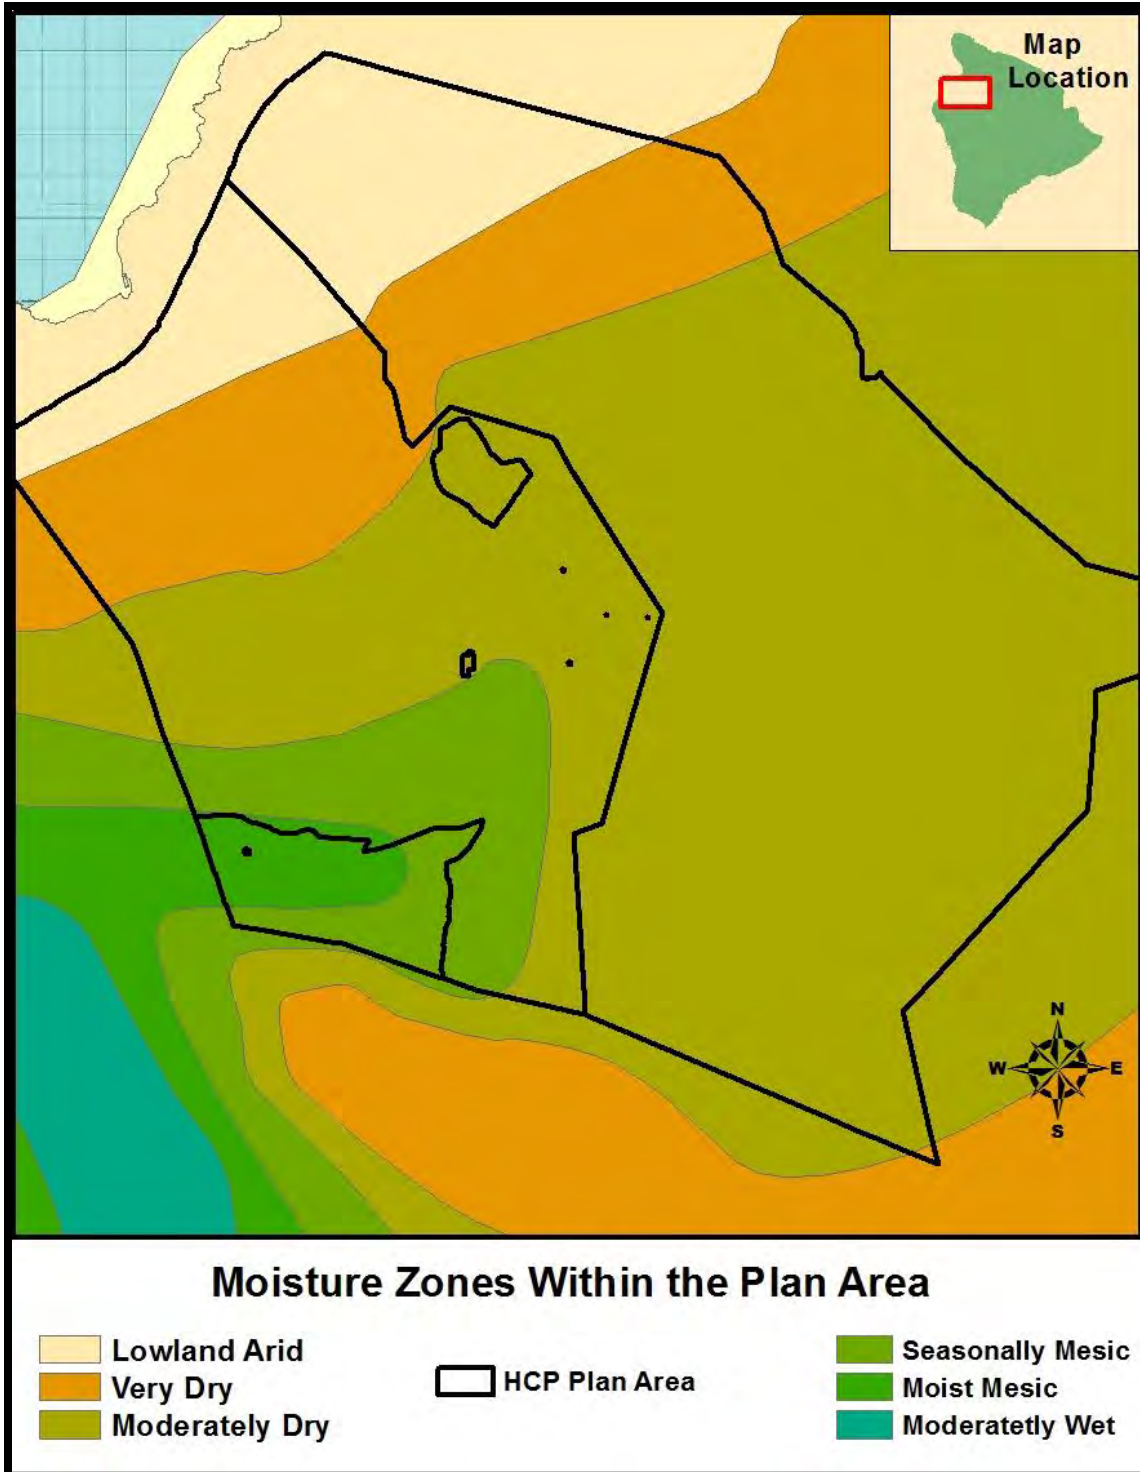 Map
Location
N
W
E
S
Moisture Zones Within the Plan Area
Lowland Arid
Very Dry
Moderately Dry
HCP Plan Area
Seasonally Mesic
Moist Mesic
Moderatetly Wet